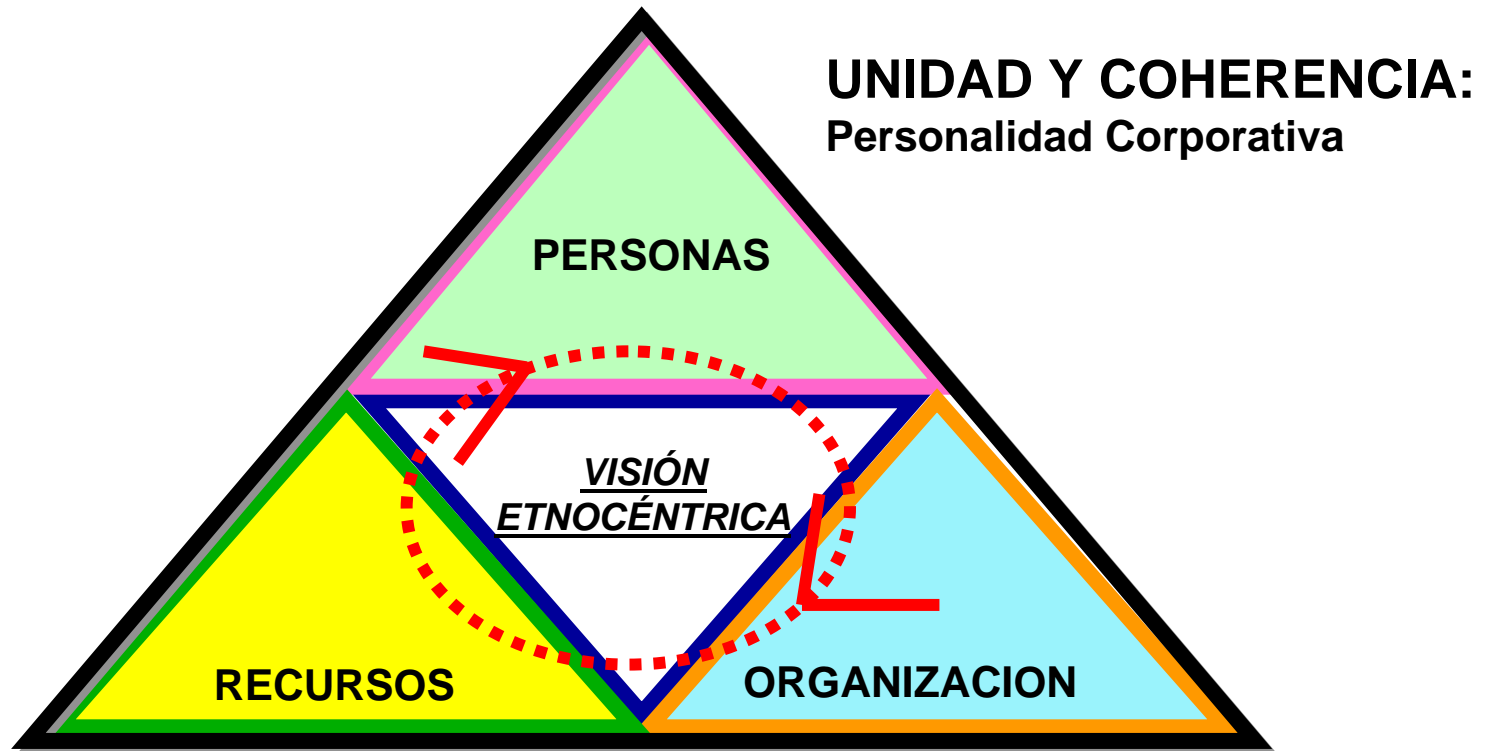 UNIDAD Y COHERENCIA:
Personalidad Corporativa
PERSONAS
VISIÓN
ETNOCÉNTRICA
RECURSOS
ORGANIZACION